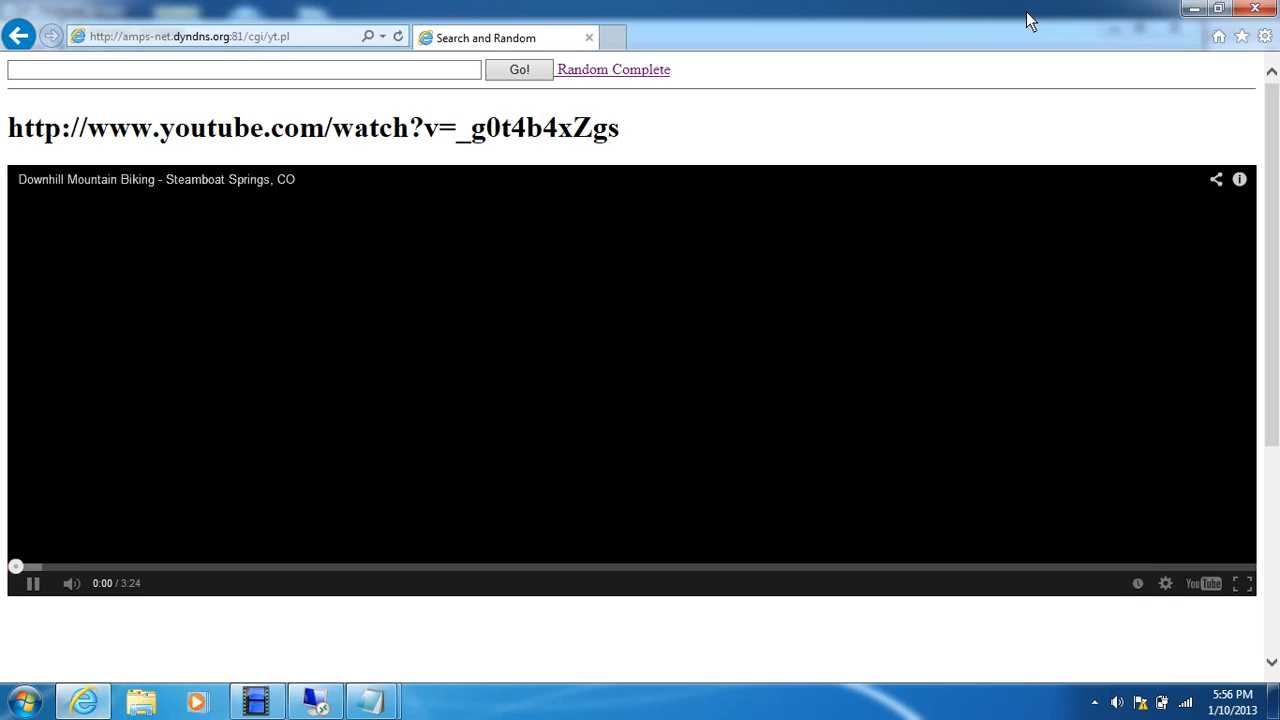 http://amps-net.dyndns.org:81/cgi/yt.pl
Search and Random
Go!
Random Complete
http://www.youtube.com/watch?v=_g0t4b4xZgs
Downhill Mountain Biking - Steamboat Springs, CO
0:00 / 3:24
YouTube
5:56 PM
1/10/2013